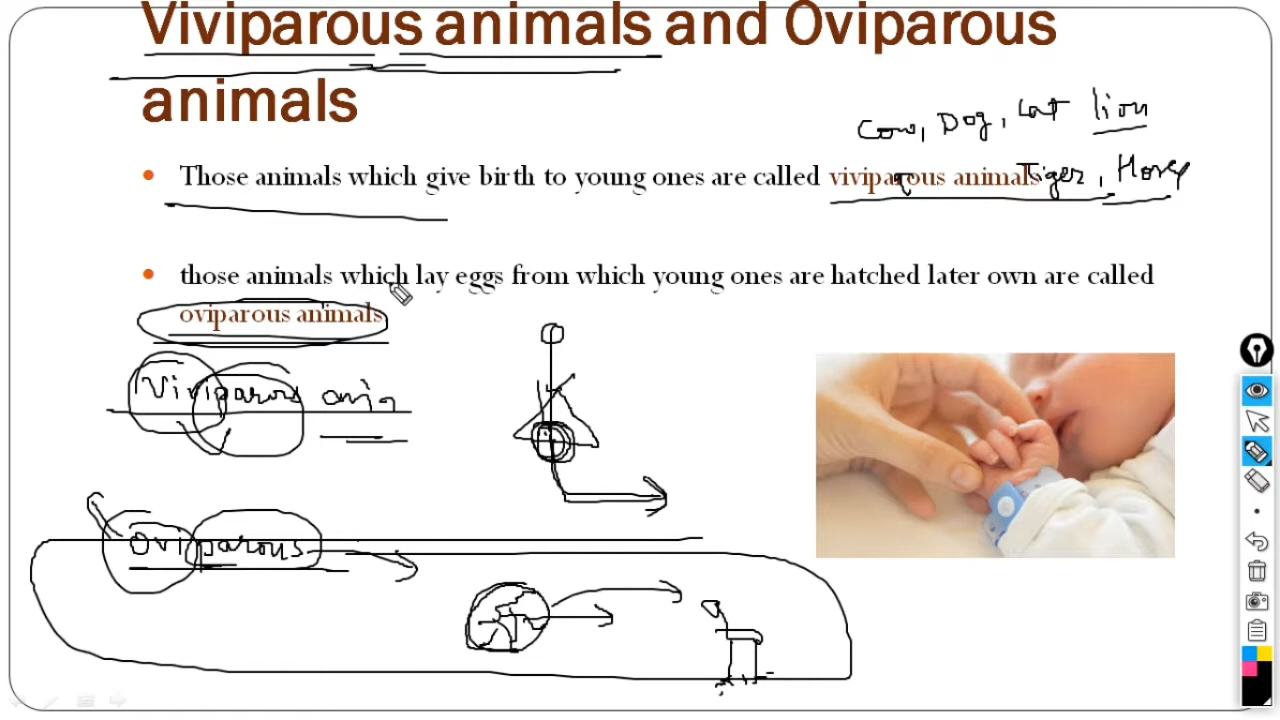 Viviparous animals and Oviparous
animals
Cow, Dog, Cat lion
Tiger, Horse
Those animals which give birth to young ones are called viviparous animals
those animals which lay eggs from which young ones are hatched later own are called
oviparous animals
Viviparous
Oviparous